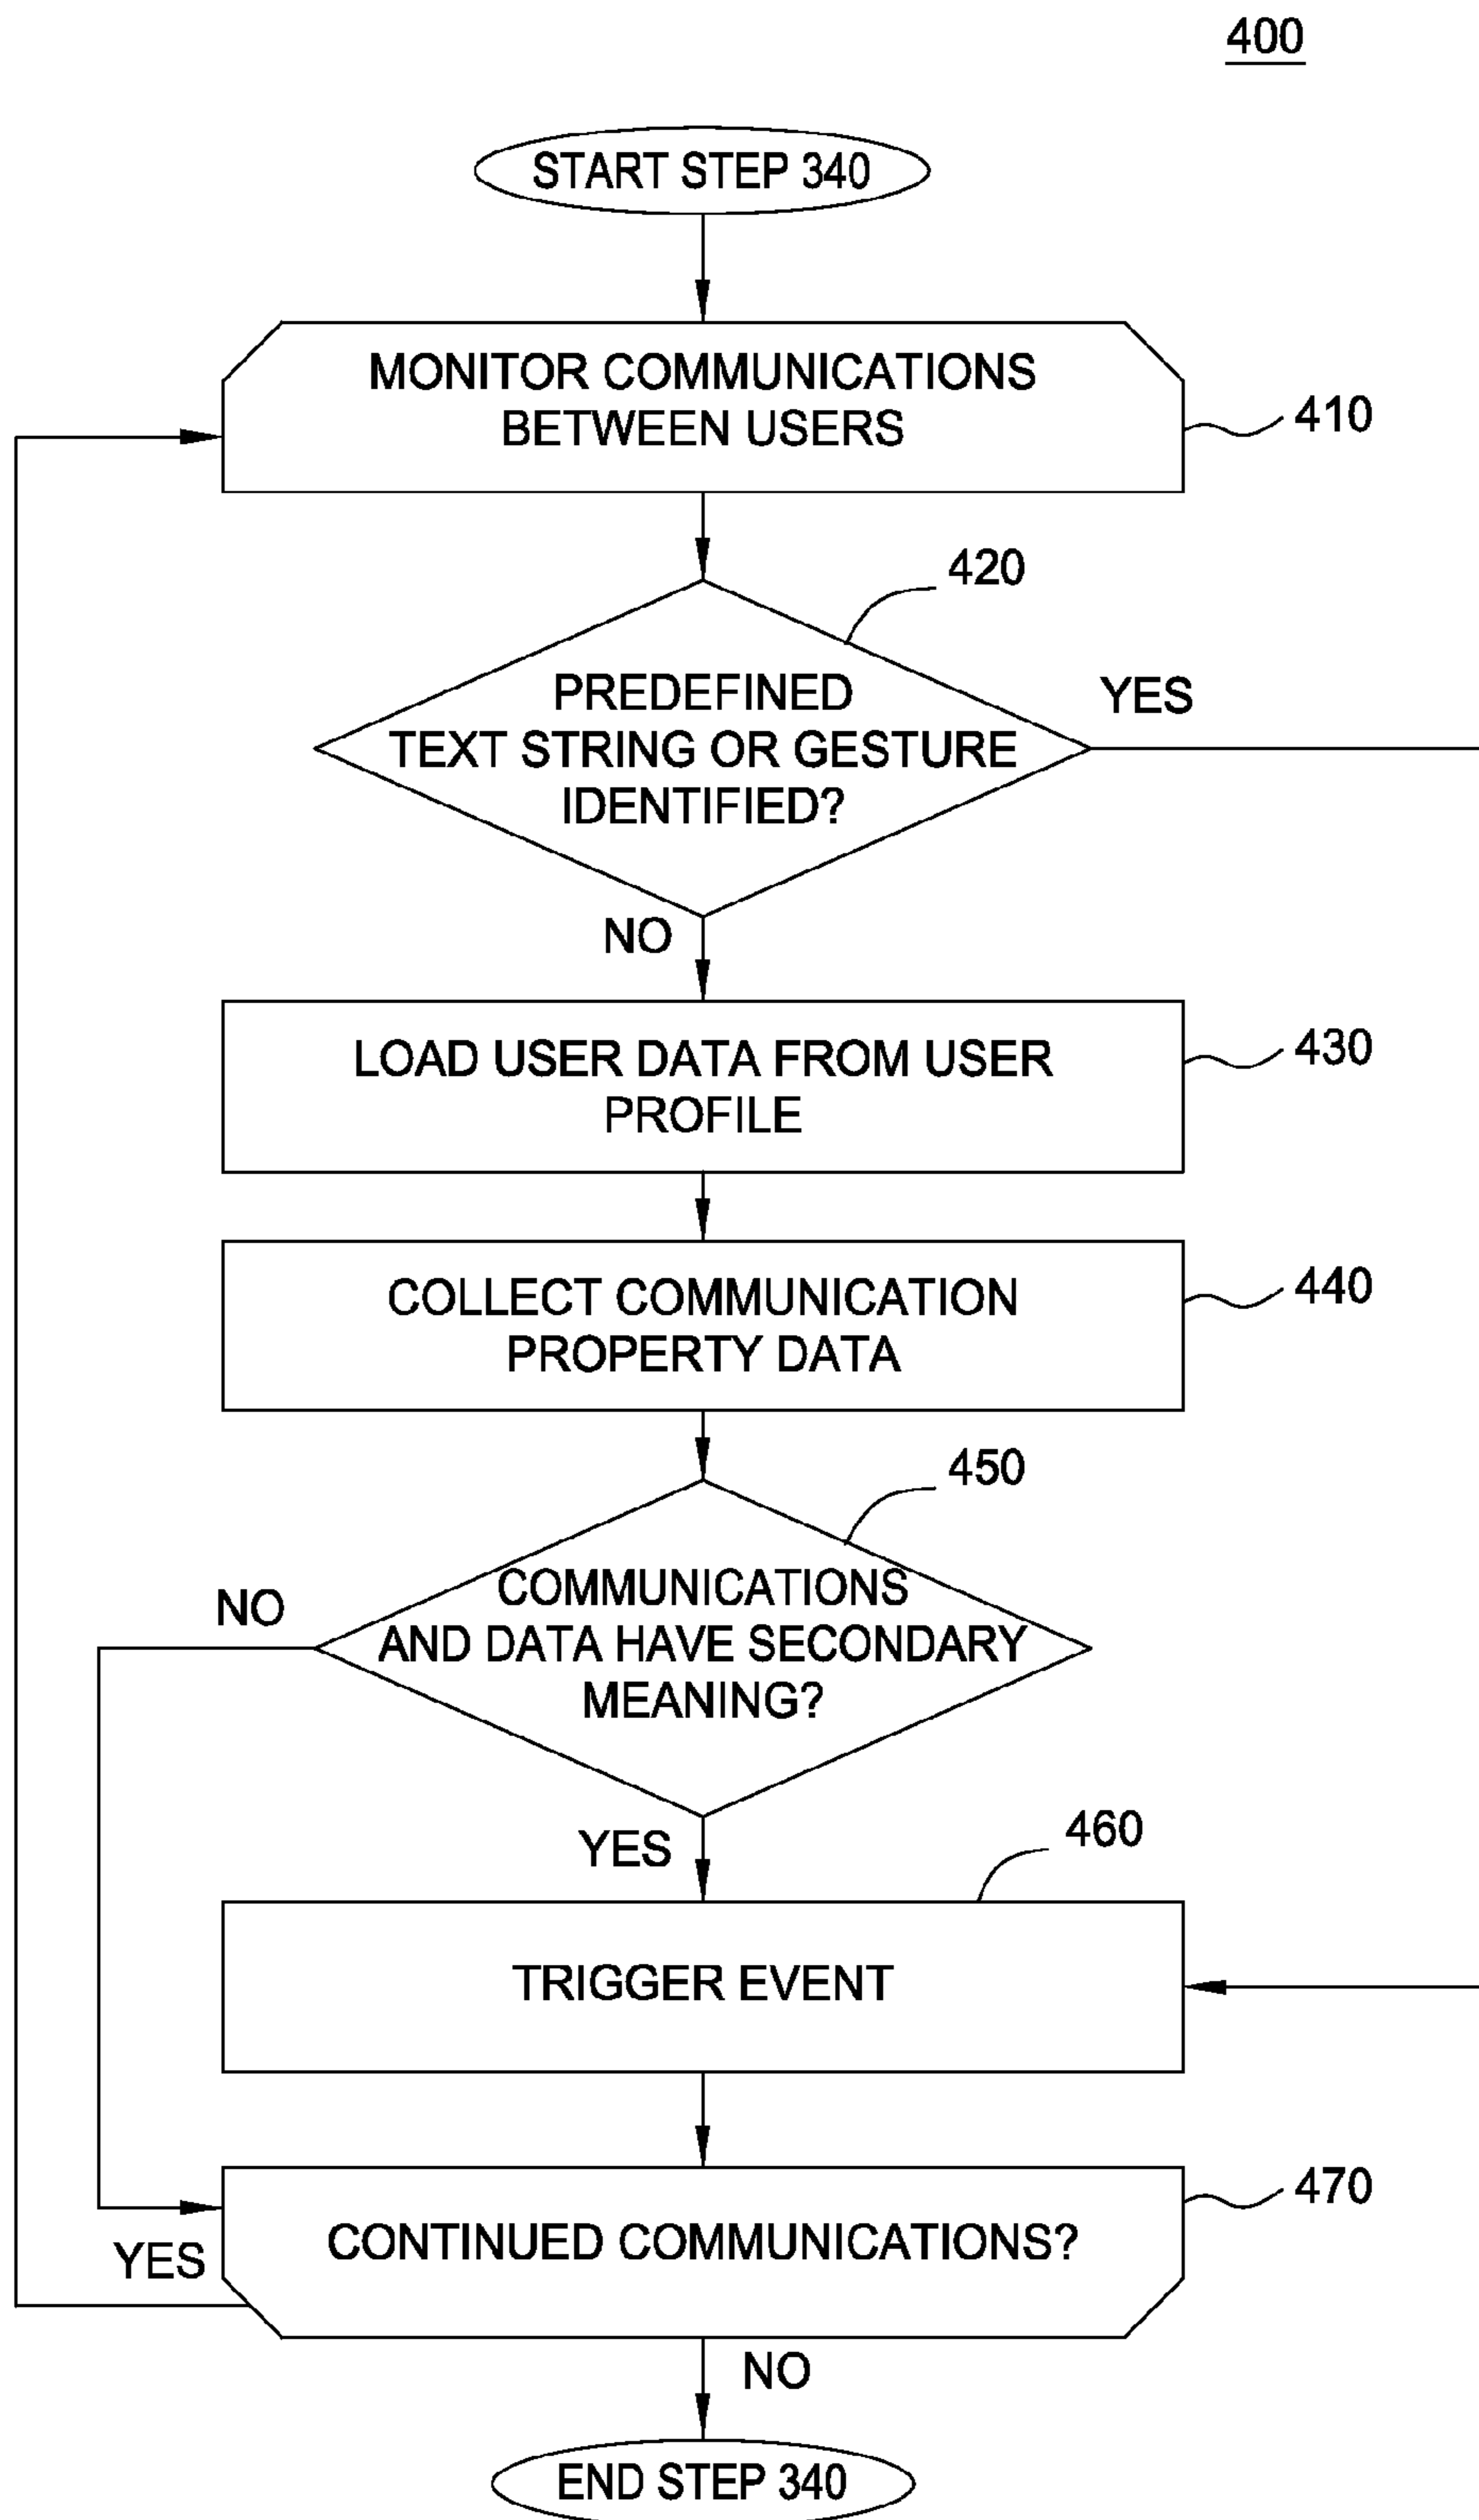 400
START STEP 340
MONITOR COMMUNICATIONS
BETWEEN USERS
410
420
PREDEFINED
TEXT STRING OR GESTURE
IDENTIFIED?
YES
NO
LOAD USER DATA FROM USER
PROFILE
430
COLLECT COMMUNICATION
PROPERTY DATA
440
450
COMMUNICATIONS
AND DATA HAVE SECONDARY
MEANING?
NO
YES
460
TRIGGER EVENT
CONTINUED COMMUNICATIONS?
470
YES
NO
END STEP 340